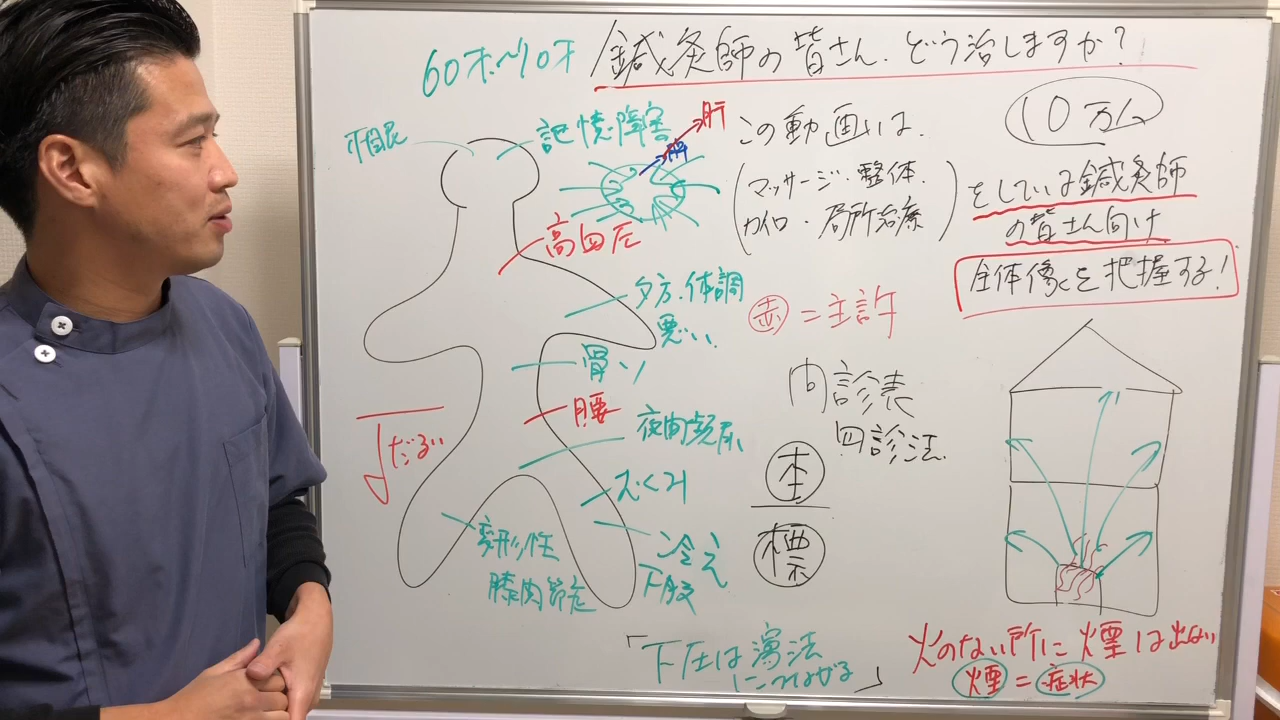 60才〜70才 鍼灸師の皆さん.どう治しますか?
10万人
不眠
記憶障害
肝
腎
高血圧
この動画は、
(マッサージ・整体.
カイロ・局所治療)
をしている鍼灸師
の皆さん向け
全体像を把握する!
夕方.体調
悪い、
赤=主訴
骨ソ
腰
だるい
夜間頻尿
むくみ
変形性
膝関節症
冷え
下肢
問診表
四診法
本
標
「下圧は瀉法
につながる」
火のない所に煙は出ない
煙=症状